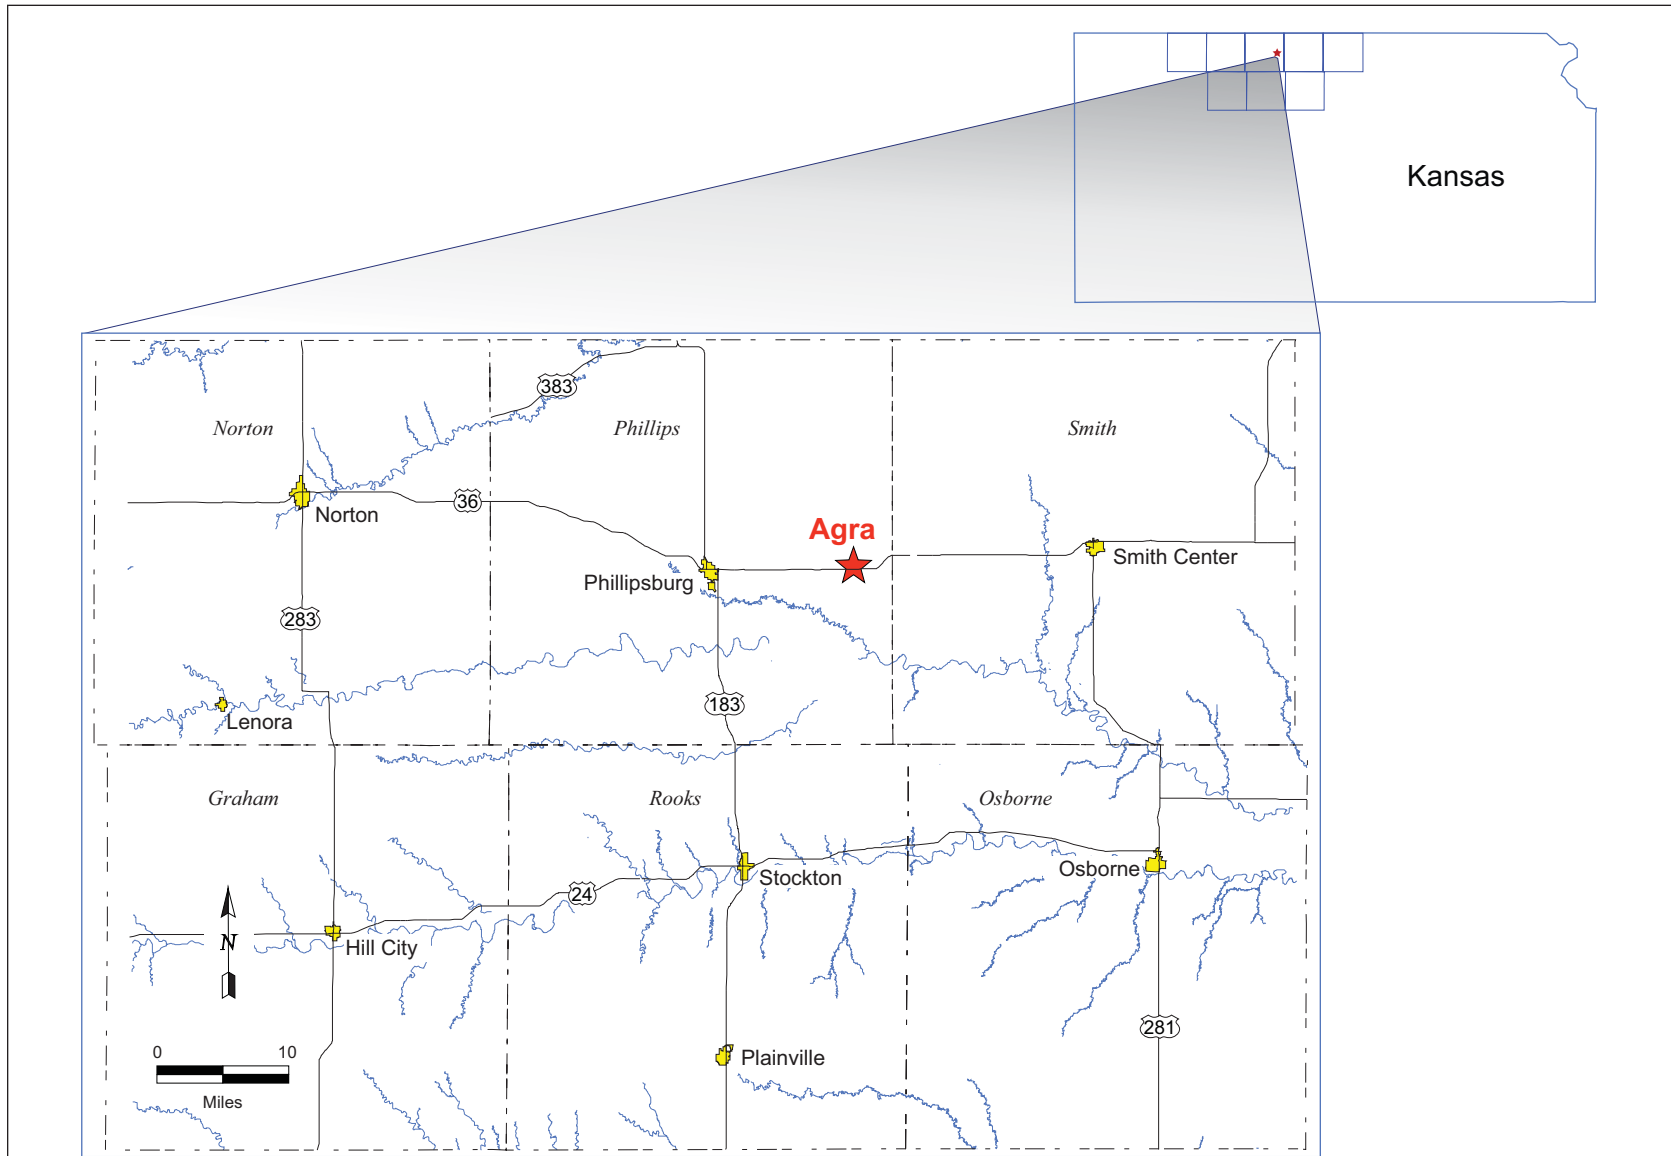 Kansas
383
Norton
Phillips
Smith
36
Norton
Agra
Smith Center
Phillipsburg
283
183
Lenora
Graham
Rooks
Osborne
Stockton
Osborne
24
N
Hill City
281
0 10
Plainville
Miles